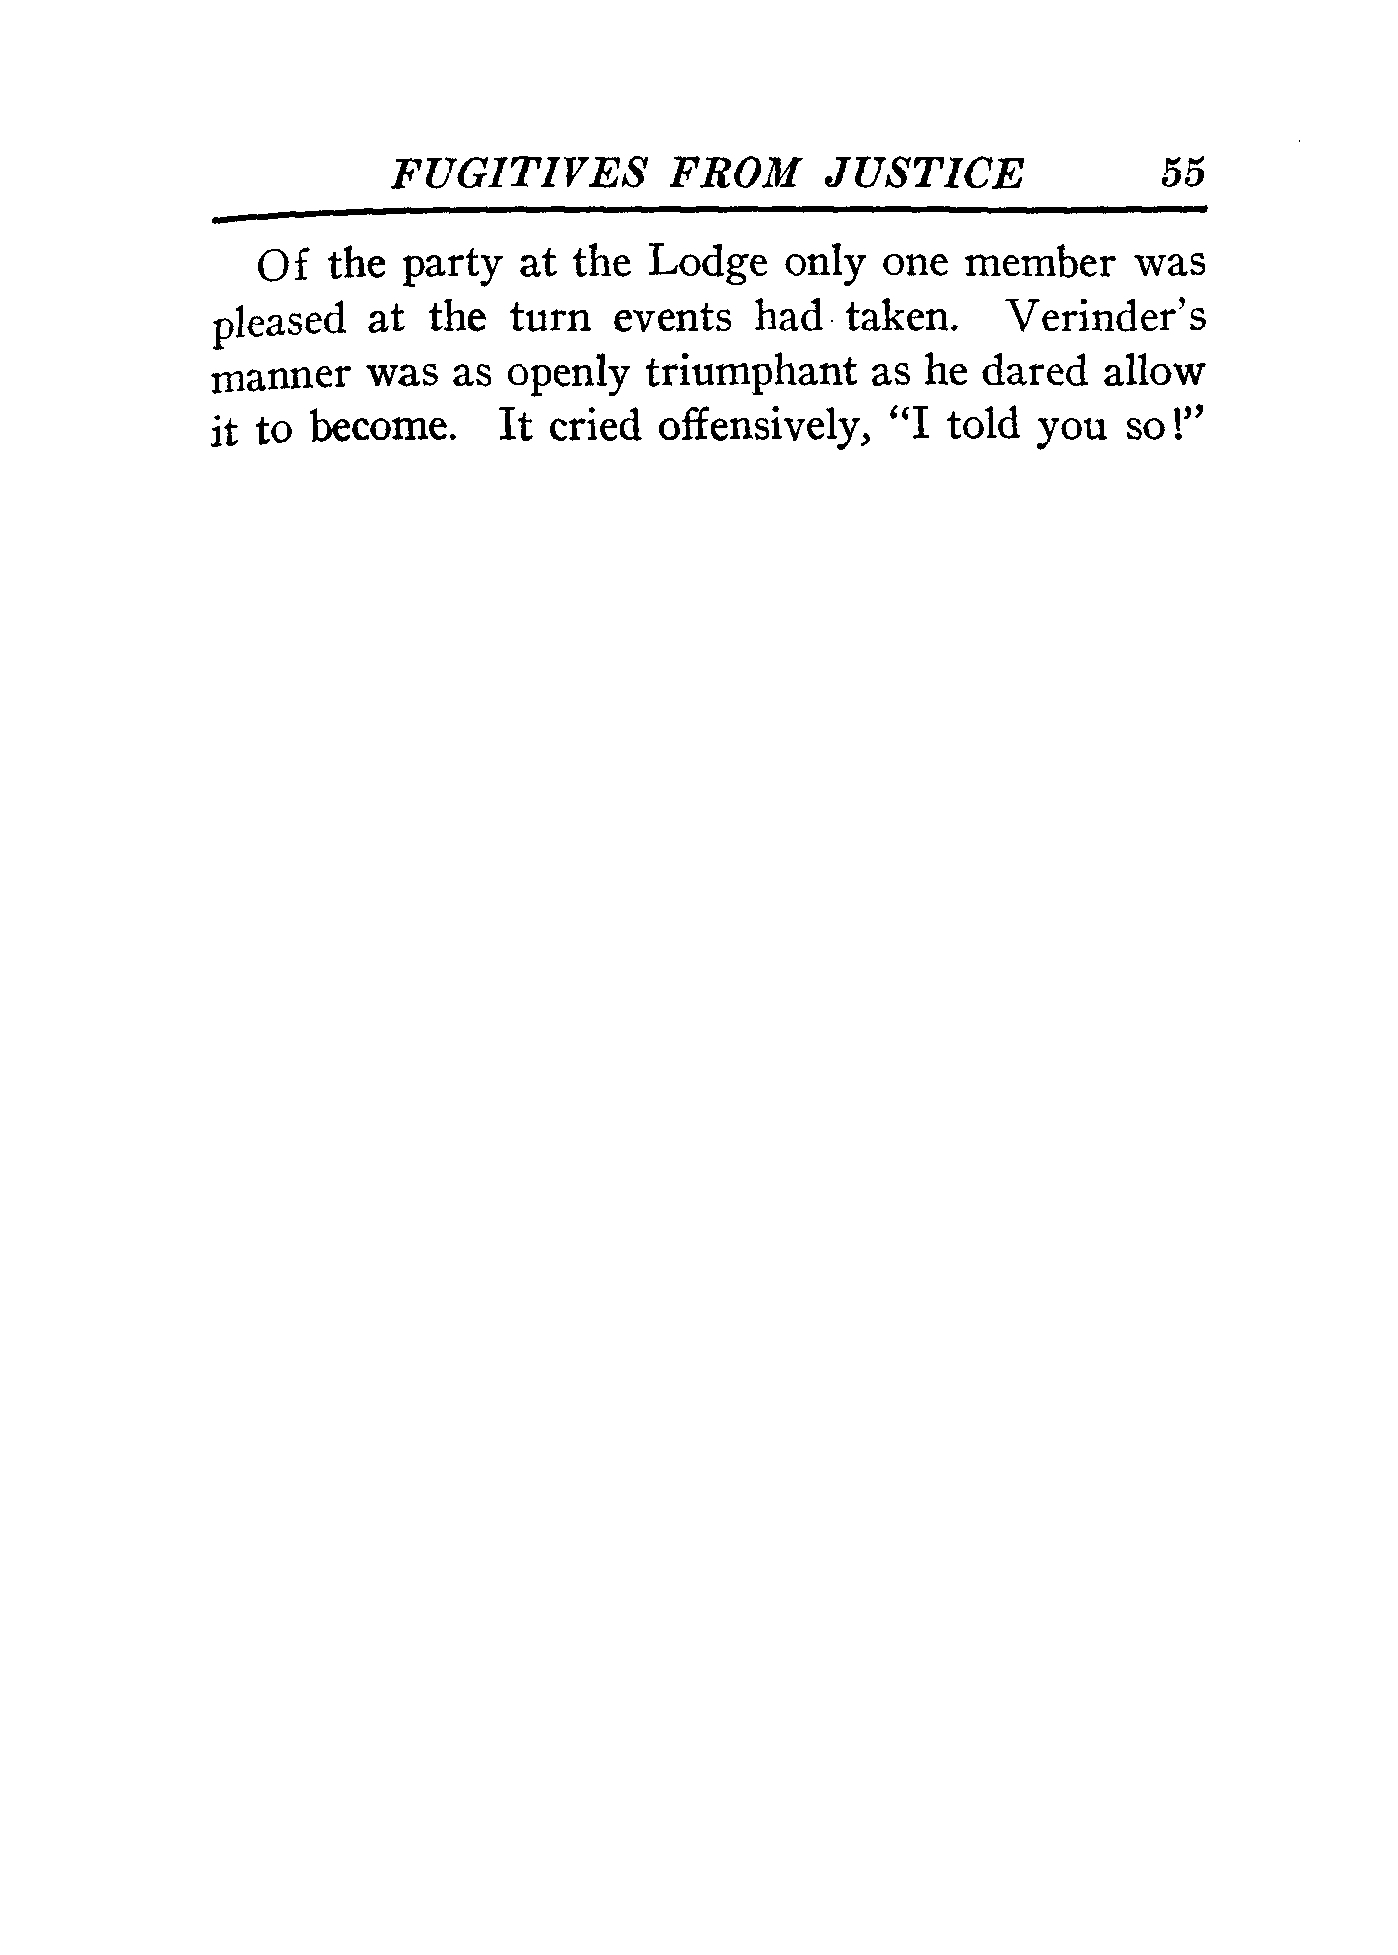 FUGITIVES FROM JUSTICE 55
Of the party at the Lodge only one member was
pleased at the turn events had taken. Verinder's
manner was as openly triumphant as he dared allow
it to become. It cried offensively, "I told you so!"